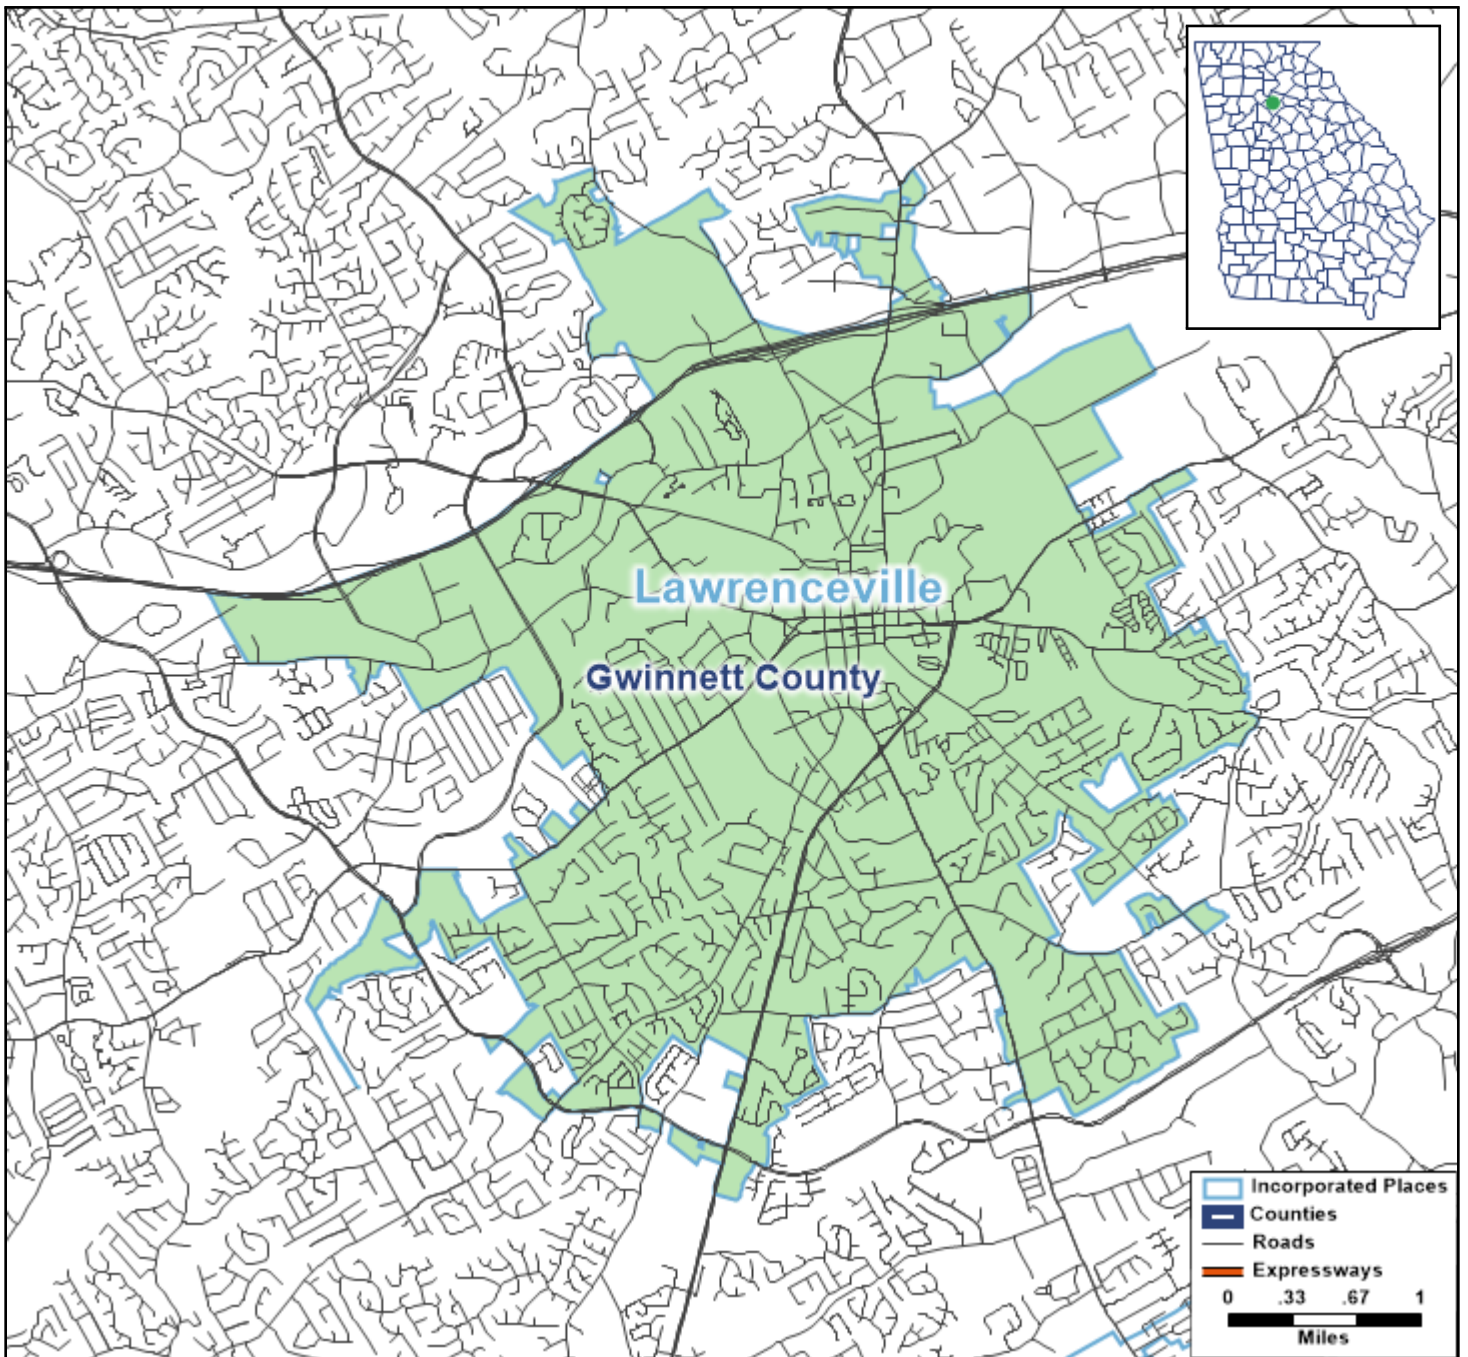 Lawrenceville
Gwinnett County
Incorporated Places
Counties
Roads
Expressways
0 .33 .67 1
Miles